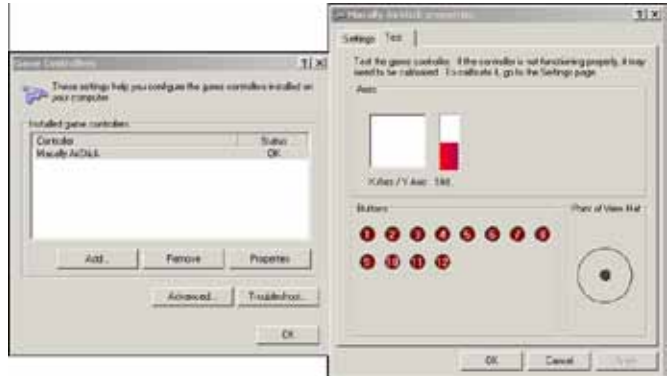 Game Controllers
These settings help you configure the game controllers installed on
your computer.
Installed game controllers
Controller Status
Macally AirStick OK
Add... Remove Properties
Advanced... Troubleshoot...
OK
Macally AirStick properties
Settings Test
Test the game controller. If the controller is not functioning properly, it may
need to be calibrated. To calibrate it, go to the Settings page.
Axes
X Axis / Y Axis
Buttons
1 2 3 4 5 6 7 8
9 10 11 12
Point of View Hat
OK Cancel Apply